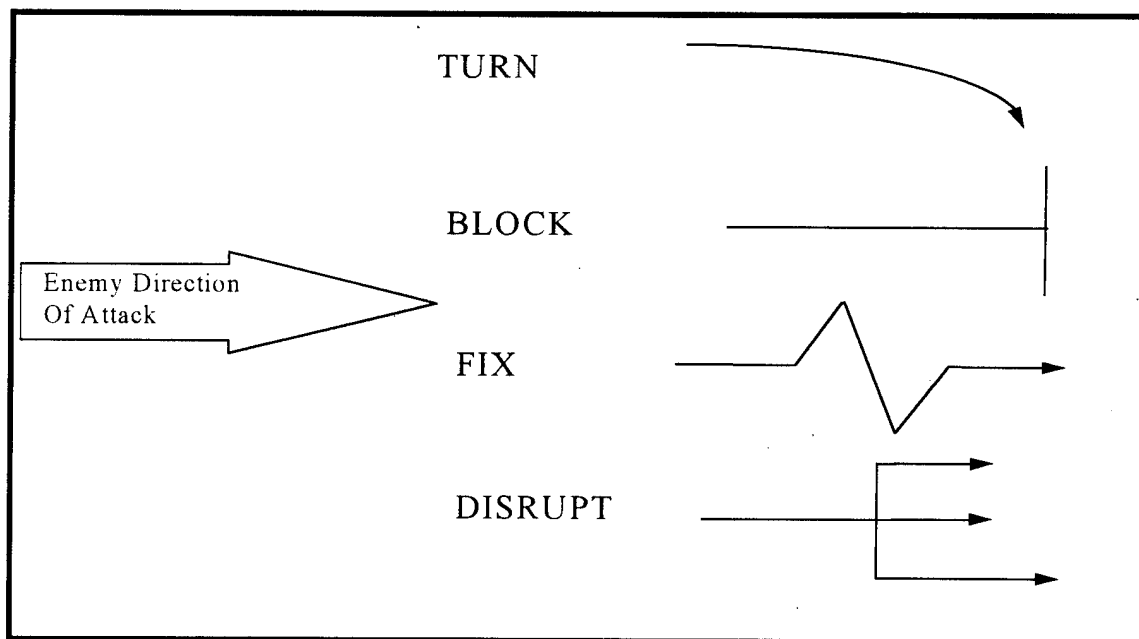 TURN
BLOCK
Enemy Direction
Of Attack
FIX
DISRUPT